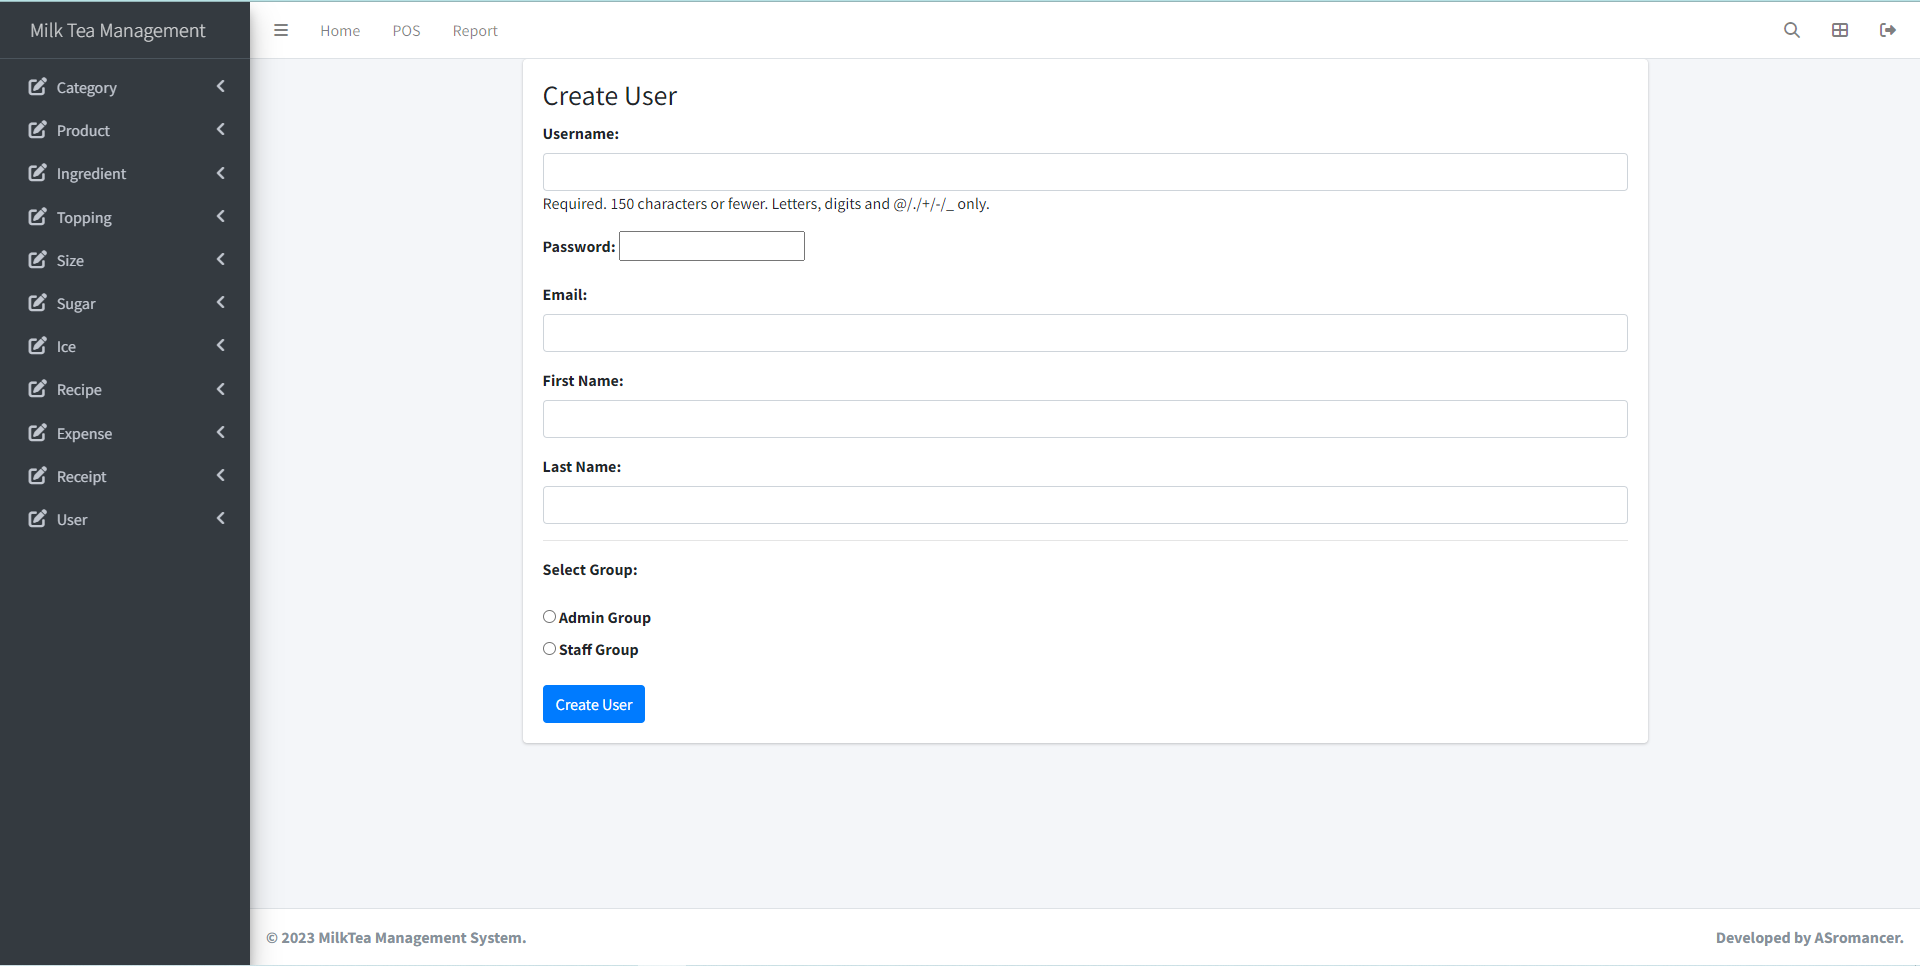 Milk Tea Management
Home POS Report
Category
Product
Ingredient
Topping
Size
Sugar
Ice
Recipe
Expense
Receipt
User
Create User
Username:
Required. 150 characters or fewer. Letters, digits and @/./+/-/_ only.
Password:
Email:
First Name:
Last Name:
Select Group:
Admin Group
Staff Group
Create User
© 2023 MilkTea Management System.
Developed by ASromancer.